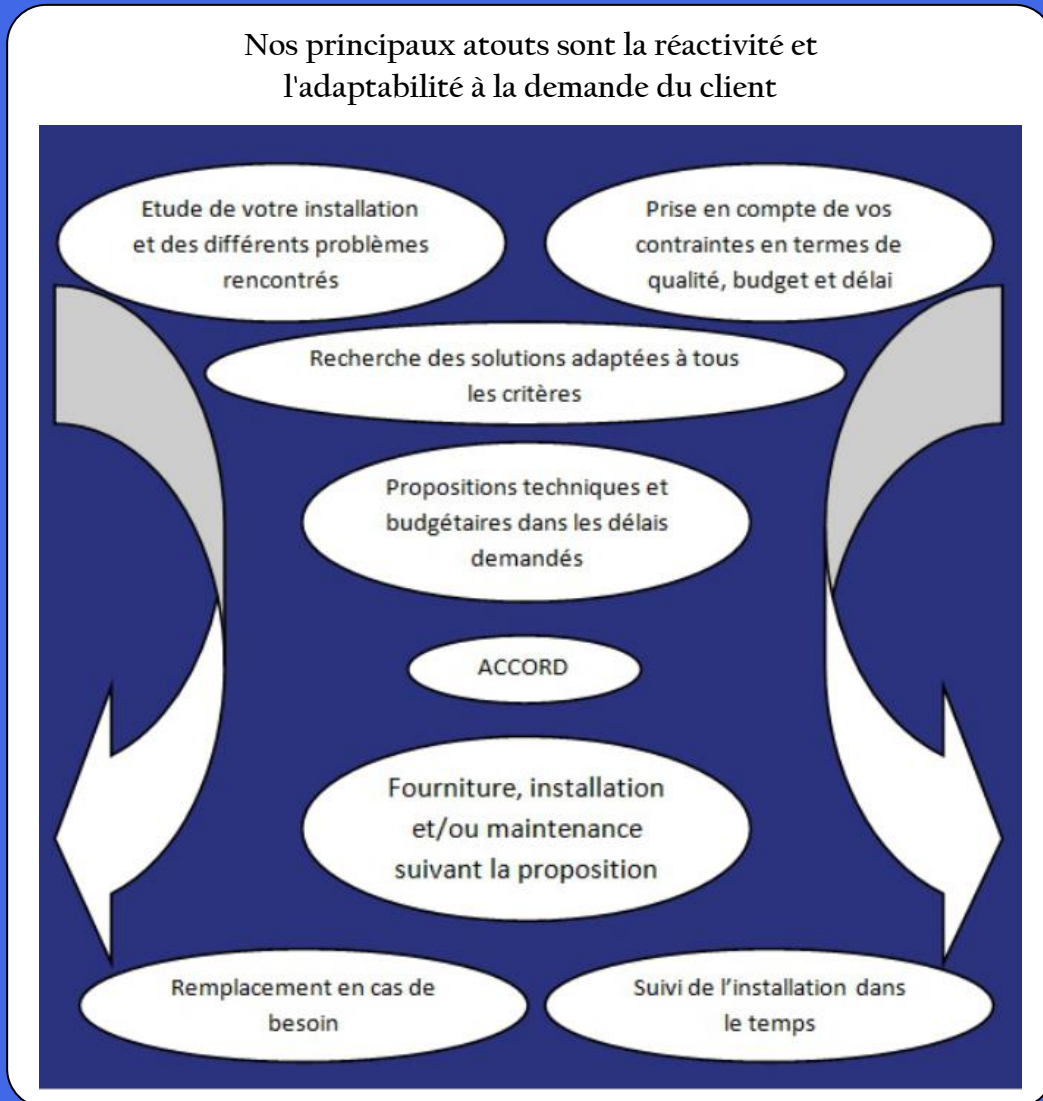 Nos principaux atouts sont la réactivité et
l'adaptabilité à la demande du client
Etude de votre installation
et des différents problèmes
rencontrés
Prise en compte de vos
contraintes en termes de
qualité, budget et délai
Recherche des solutions adaptées à tous
les critères
Propositions techniques et
budgétaires dans les délais
demandés
ACCORD
Fourniture, installation
et/ou maintenance
suivant la proposition
Remplacement en cas de
besoin
Suivi de l’installation dans
le temps